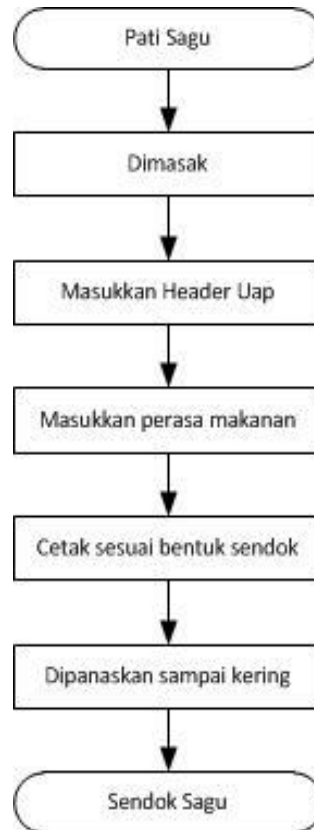 Pati Sagu
Dimasak
Masukkan Header Uap
Masukkan perasa makanan
Cetak sesuai bentuk sendok
Dipanaskan sampai kering
Sendok Sagu